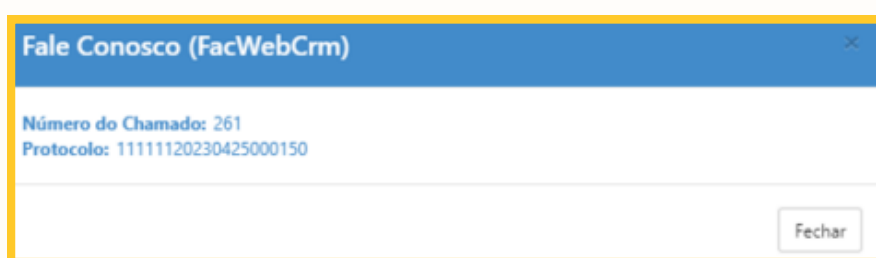 Fale Conosco (FacWebCrm)
×
Número do Chamado: 261
Protocolo: 11111120230425000150
Fechar